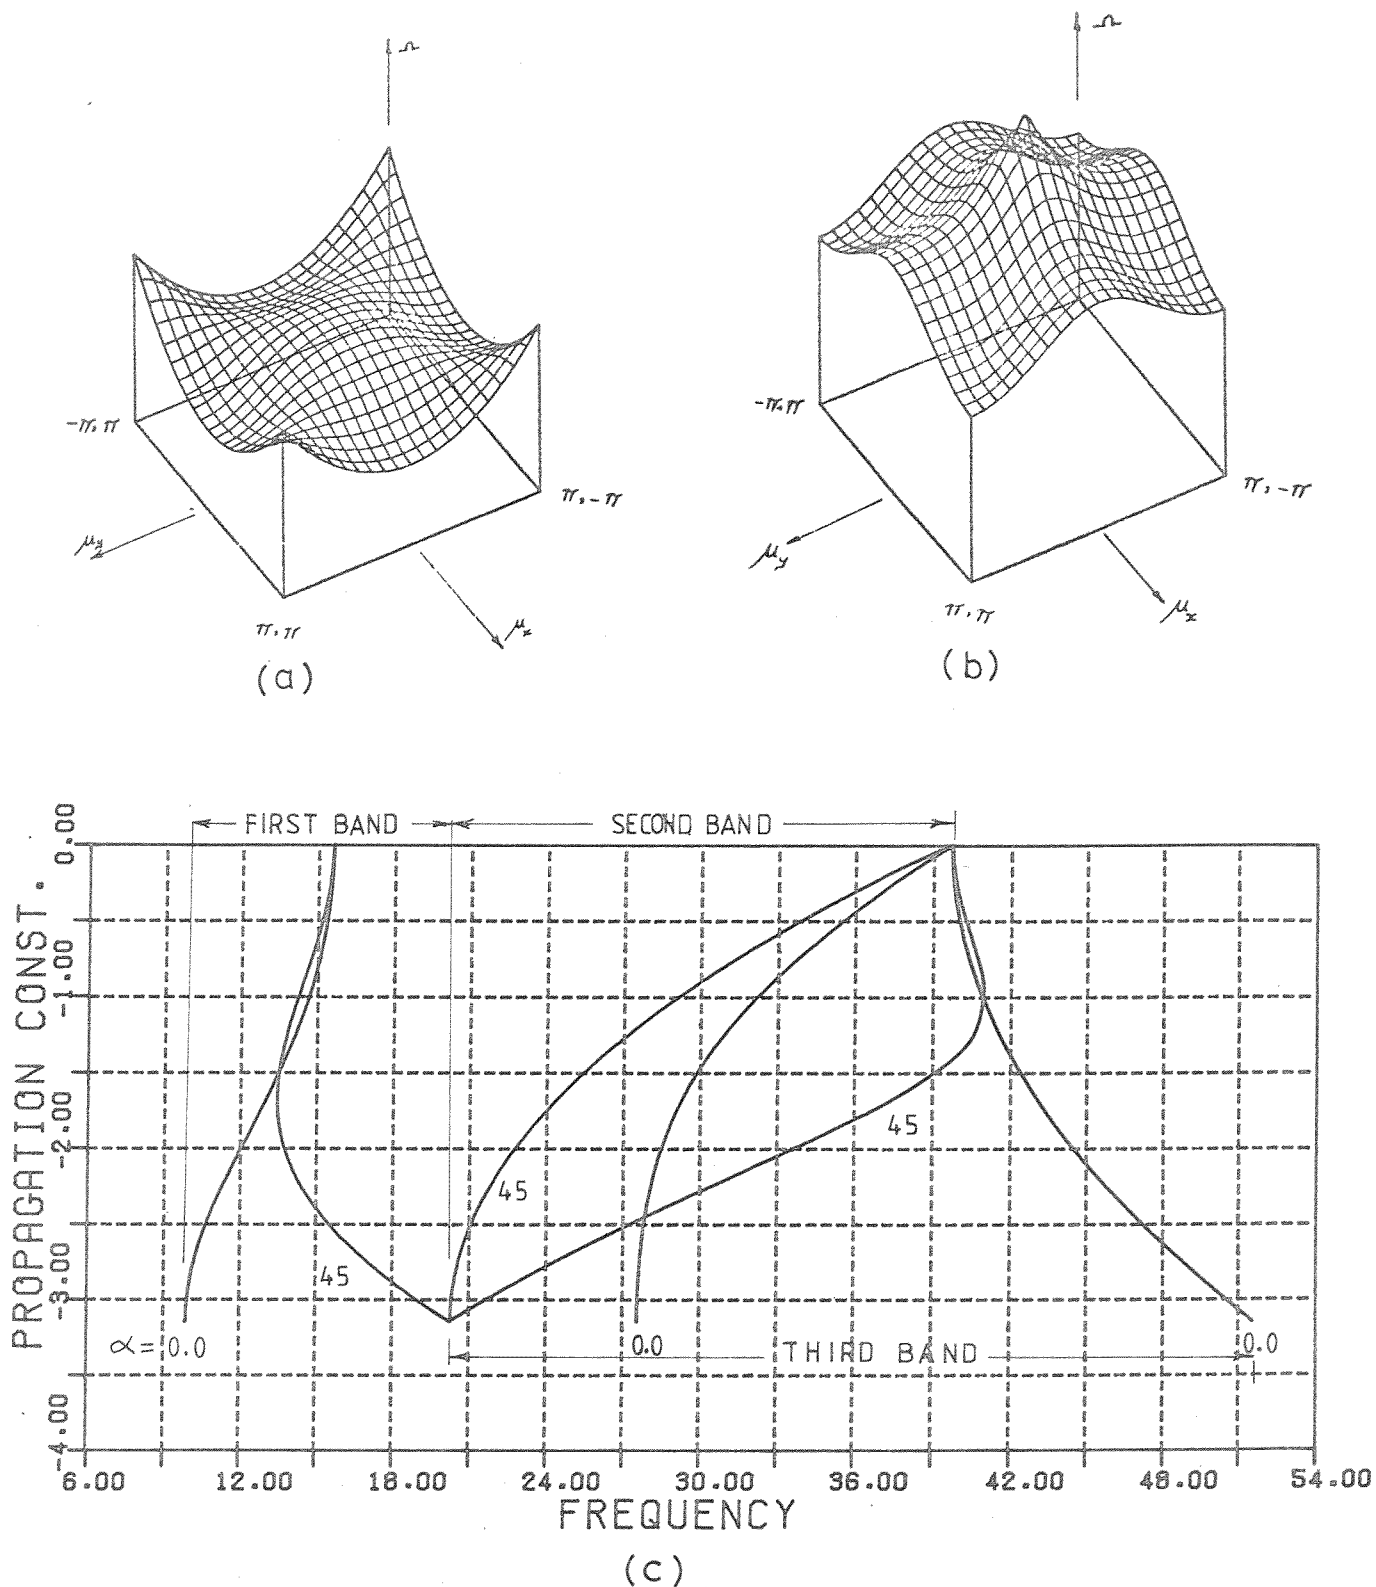 Ω
-π,π
π,-π
μy
π,π
μx
(a)
Ω
-π,π
π,-π
μy
π,π
μx
(b)
FIRST BAND
SECOND BAND
PROPAGATION CONST.
0.00
-1.00
-2.00
-3.00
-4.00
45
45
45
α= 0.0
0.0
0.0
THIRD BAND
6.00 12.00 18.00 24.00 30.00 36.00 42.00 48.00 54.00
FREQUENCY
(c)